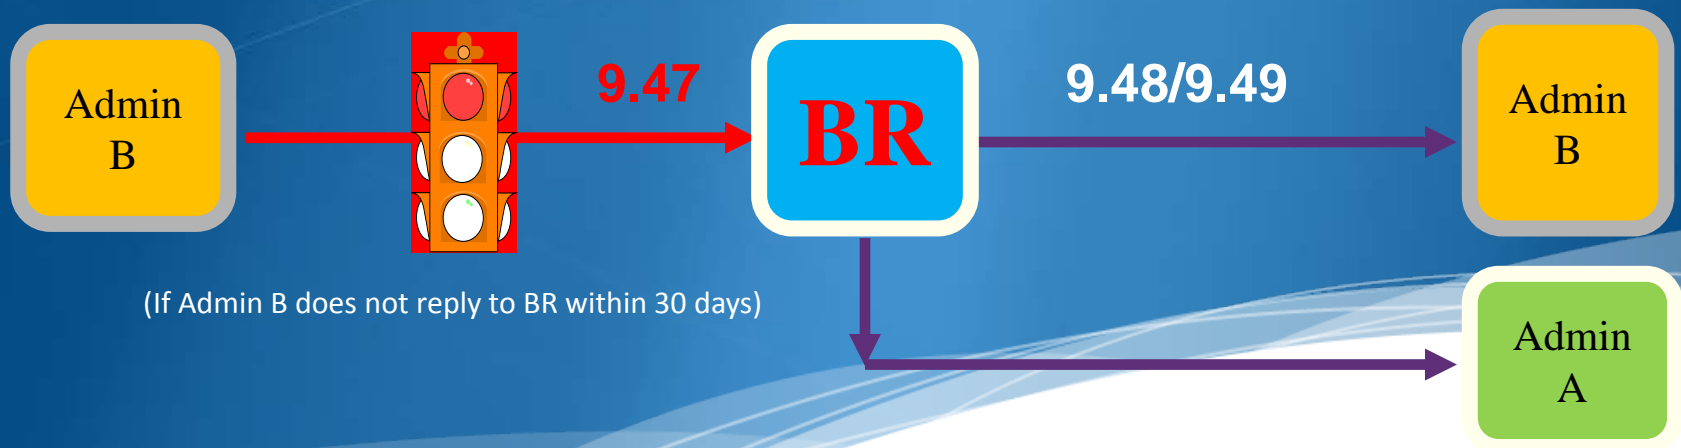 Admin
B
9.47
BR
9.48/9.49
Admin
B
(If Admin B does not reply to BR within 30 days)
Admin
A